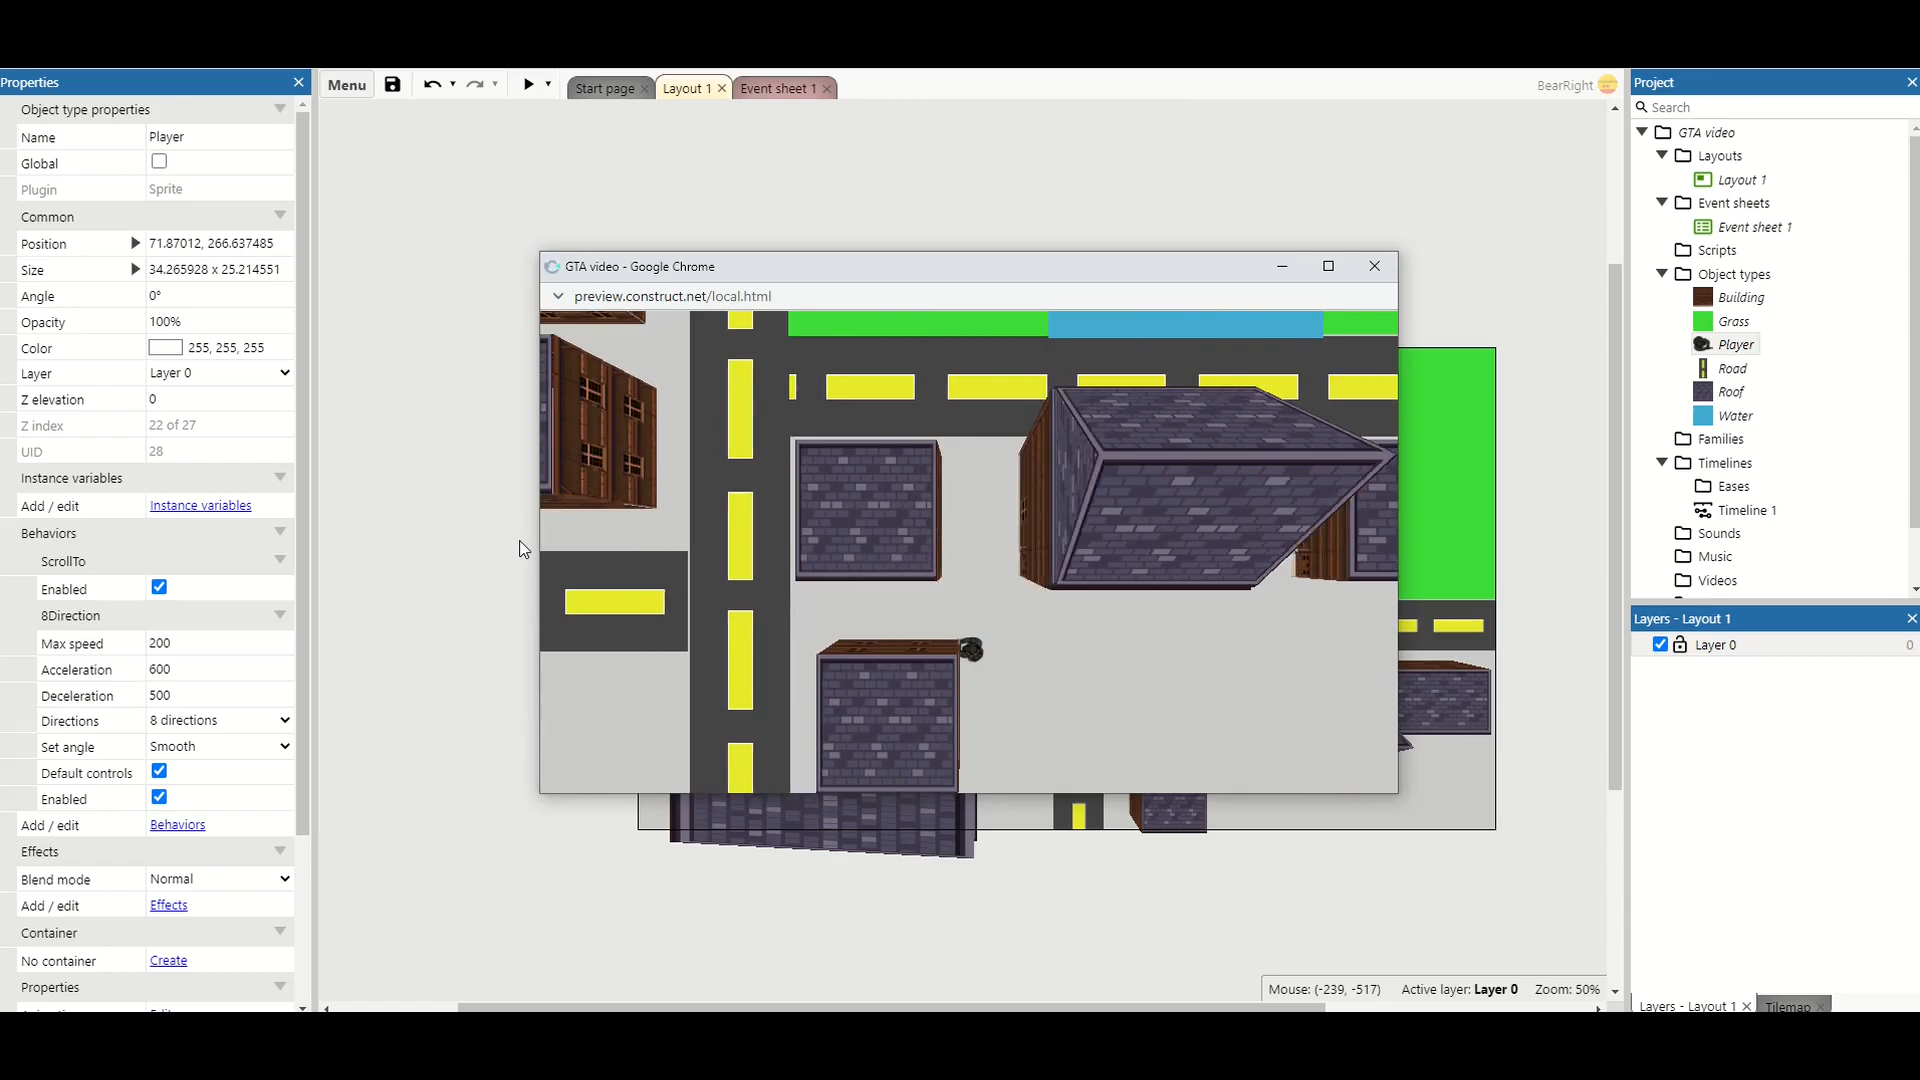 Properties
Object type properties
Name Player
Global
Plugin Sprite
Common
Position 71.87012, 266.637485
Size 34.265928 x 25.214551
Angle 0°
Opacity 100%
Color 255, 255, 255
Layer Layer 0
Z elevation 0
Z index 22 of 27
UID 28
Instance variables
Add / edit Instance variables
Behaviors
ScrollTo
Enabled
8Direction
Max speed 200
Acceleration 600
Deceleration 500
Directions 8 directions
Set angle Smooth
Default controls
Enabled
Add / edit Behaviors
Effects
Blend mode Normal
Add / edit Effects
Container
No container Create
Properties
Menu
Start page
Layout 1
Event sheet 1
BearRight
GTA video - Google Chrome
preview.construct.net/local.html
Mouse: (-239, -517) Active layer: Layer 0 Zoom: 50%
Project
Search
GTA video
Layouts
Layout 1
Event sheets
Event sheet 1
Scripts
Object types
Building
Grass
Player
Road
Roof
Water
Families
Timelines
Eases
Timeline 1
Sounds
Music
Videos
Layers - Layout 1
Layer 0 0
Layers - Layout 1 Tilemap